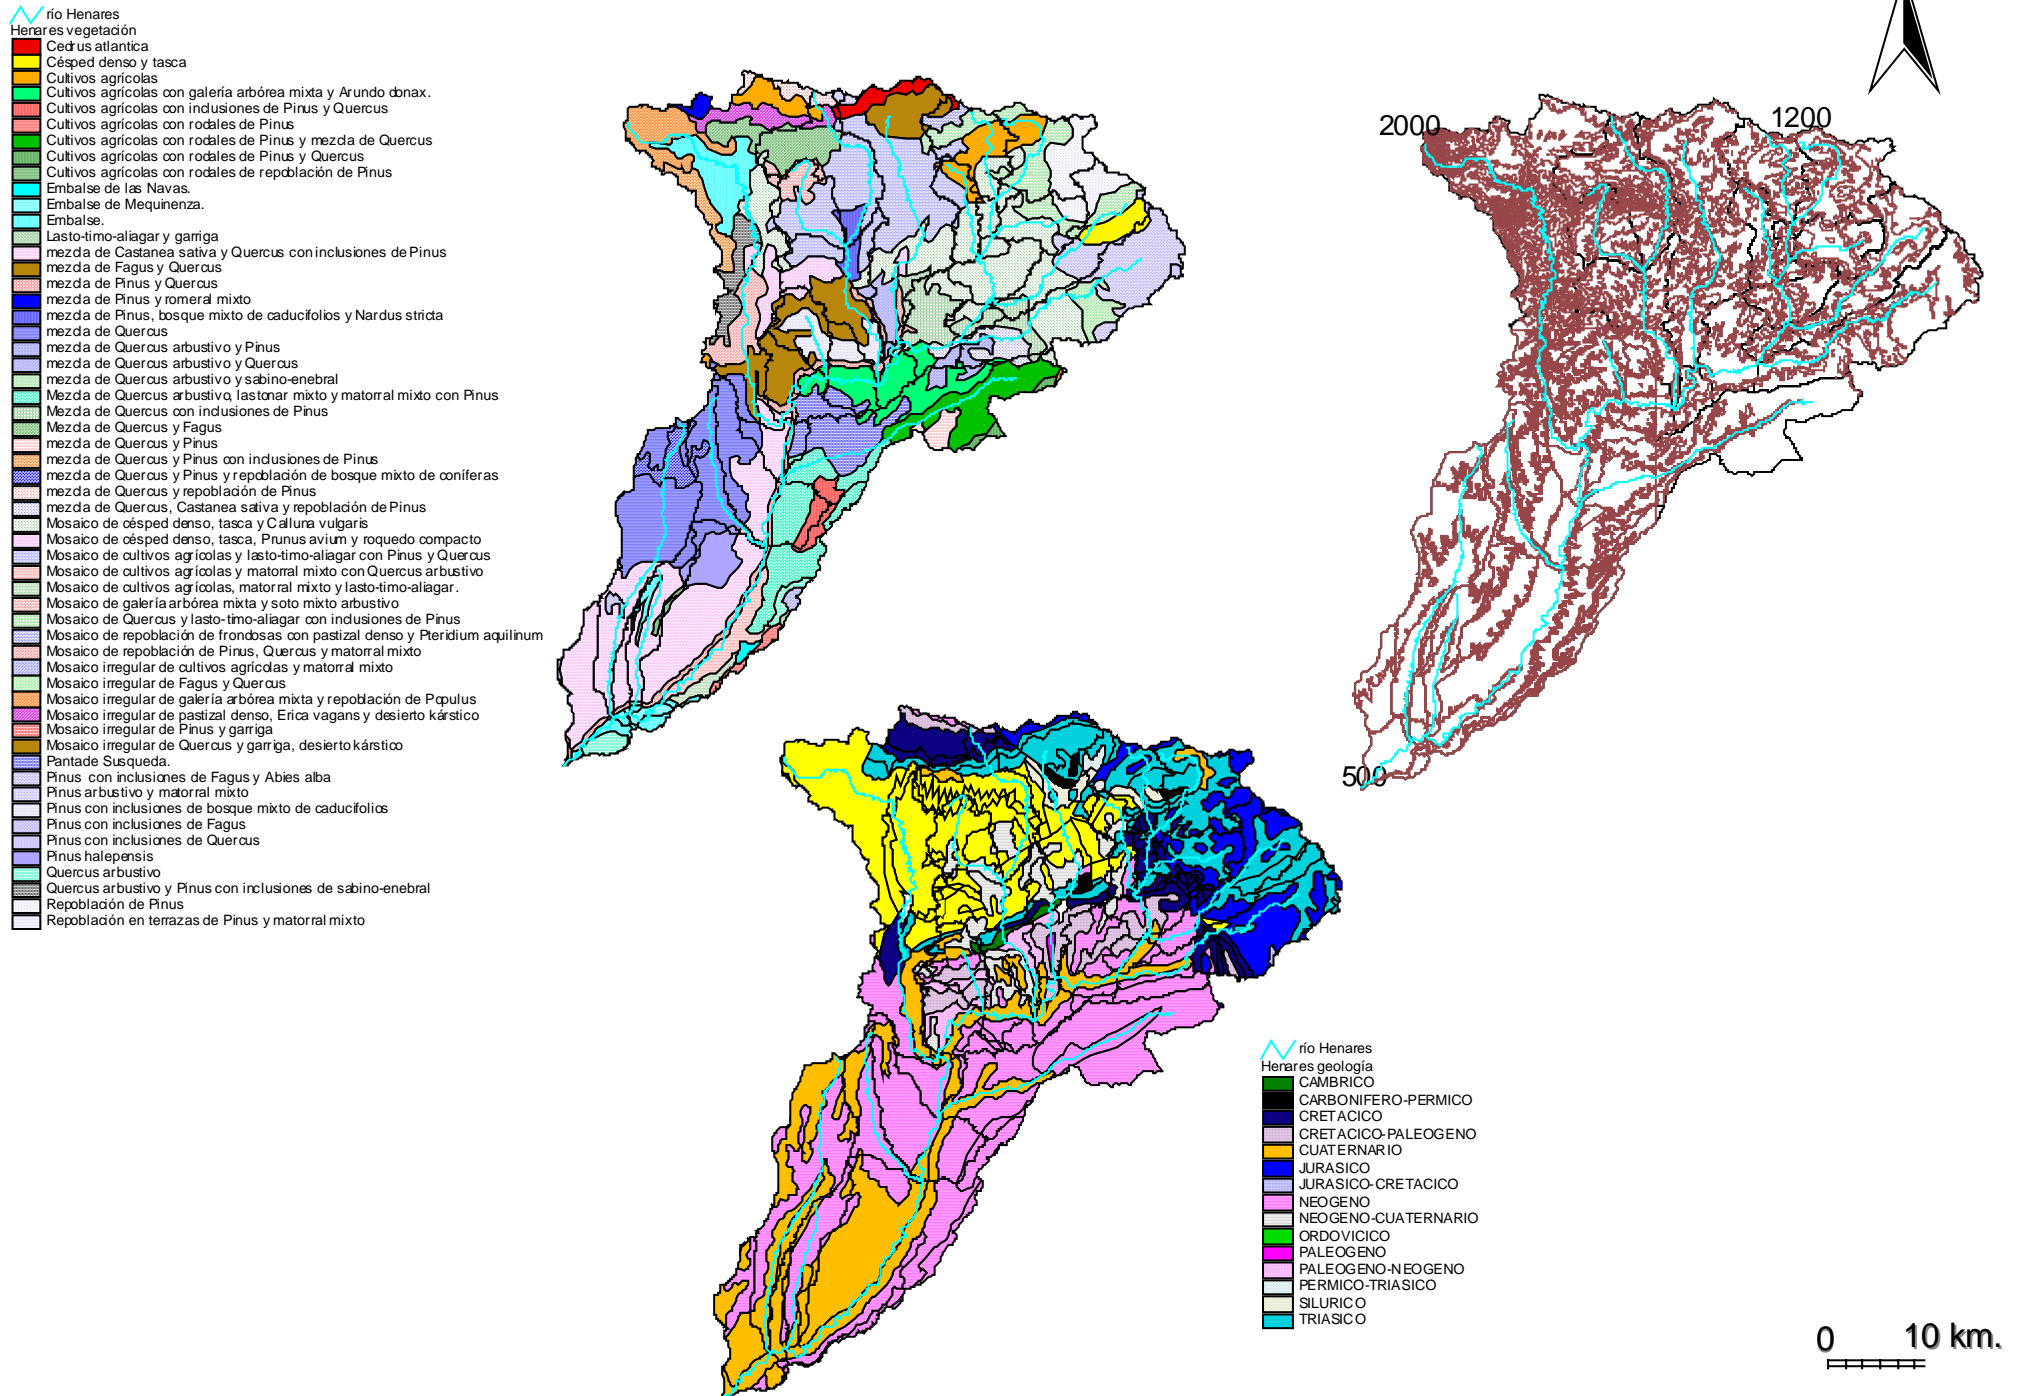 río Henares
Henares vegetación
Cedrus atlantica
Césped denso y tasca
Cultivos agrícolas
Cultivos agrícolas con galería arbórea mixta y Arundo donax.
Cultivos agrícolas con inclusiones de Pinus y Quercus
Cultivos agrícolas con rodales de Pinus
Cultivos agrícolas con rodales de Pinus y mezcla de Quercus
Cultivos agrícolas con rodales de Pinus y Quercus
Cultivos agrícolas con rodales de repoblación de Pinus
Embalse de las Navas.
Embalse de Mequinenza.
Embalse.
Lasto-timo-aliagar y garriga
mezcla de Castanea sativa y Quercus con inclusiones de Pinus
mezcla de Fagus y Quercus
mezcla de Pinus y Quercus
mezcla de Pinus y romeral mixto
mezcla de Pinus, bosque mixto de caducifolios y Nardus stricta
mezcla de Quercus
mezcla de Quercus arbustivo y Pinus
mezcla de Quercus arbustivo y Quercus
mezcla de Quercus arbustivo y sabino-enebral
Mezcla de Quercus arbustivo, lastonar mixto y matorral mixto con Pinus
Mezcla de Quercus con inclusiones de Pinus
Mezcla de Quercus y Fagus
mezcla de Quercus y Pinus
mezcla de Quercus y Pinus con inclusiones de Pinus
mezcla de Quercus y Pinus y repoblación de bosque mixto de coníferas
mezcla de Quercus y repoblación de Pinus
mezcla de Quercus, Castanea sativa y repoblación de Pinus
Mosaico de césped denso, tasca y Calluna vulgaris
Mosaico de césped denso, tasca, Prunus avium y roquedo compacto
Mosaico de cultivos agrícolas y lasto-timo-aliagar con Pinus y Quercus
Mosaico de cultivos agrícolas y matorral mixto con Quercus arbustivo
Mosaico de cultivos agrícolas, matorral mixto y lasto-timo-aliagar.
Mosaico de galería arbórea mixta y soto mixto arbustivo
Mosaico de Quercus y lasto-timo-aliagar con inclusiones de Pinus
Mosaico de repoblación de frondosas con pastizal denso y Pteridium aquilinum
Mosaico de repoblación de Pinus, Quercus y matorral mixto
Mosaico irregular de cultivos agrícolas y matorral mixto
Mosaico irregular de Fagus y Quercus
Mosaico irregular de galería arbórea mixta y repoblación de Populus
Mosaico irregular de pastizal denso, Erica vagans y desierto kárstico
Mosaico irregular de Pinus y garriga
Mosaico irregular de Quercus y garriga, desierto kárstico
Pantade Susqueda.
Pinus con inclusiones de Fagus y Abies alba
Pinus arbustivo y matorral mixto
Pinus con inclusiones de bosque mixto de caducifolios
Pinus con inclusiones de Fagus
Pinus con inclusiones de Quercus
Pinus halepensis
Quercus arbustivo
Quercus arbustivo y Pinus con inclusiones de sabino-enebral
Repoblación de Pinus
Repoblación en terrazas de Pinus y matorral mixto
2000
1200
500
río Henares
Henares geología
CAMBRICO
CARBONIFERO-PERMICO
CRETACICO
CRETACICO-PALEOGENO
CUATERNARIO
JURASICO
JURASICO-CRETACICO
NEOGENO
NEOGENO-CUATERNARIO
ORDOVICICO
PALEOGENO
PALEOGENO-NEOGENO
PERMICO-TRIASICO
SILURICO
TRIASICO
0 10 km.